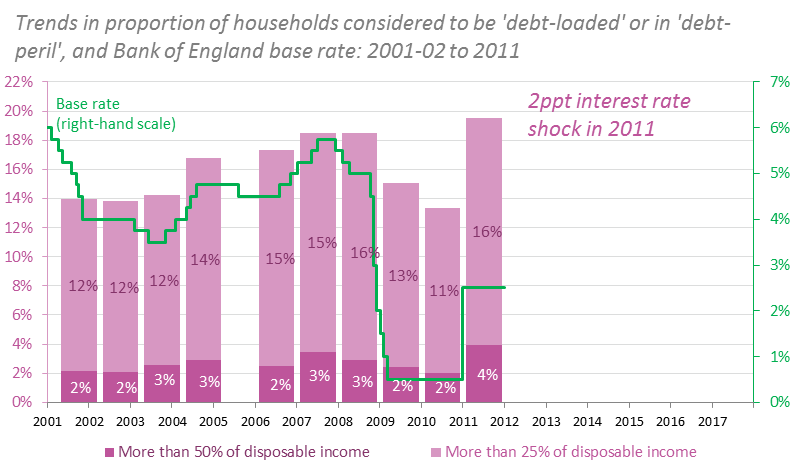 Trends in proportion of households considered to be 'debt-loaded' or in 'debt-
peril', and Bank of England base rate: 2001-02 to 2011
22% 7%
20%
18% 6%
16% 5%
14%
12% 4%
10% 3%
8%
6% 2%
4%
2% 1%
0% 0%
Base rate
(right-hand scale)
2ppt interest rate
shock in 2011
12% 12% 12% 14% 15% 15% 16% 13% 11% 16%
2% 2% 3% 3% 2% 3% 3% 2% 2% 4%
2001 2002 2003 2004 2005 2006 2007 2008 2009 2010 2011 2012 2013 2014 2015 2016 2017
More than 50% of disposable income More than 25% of disposable income